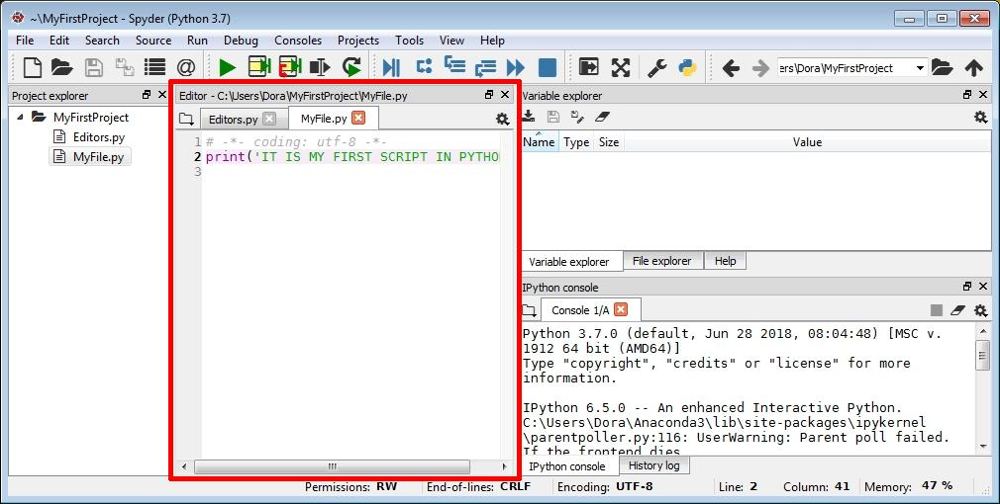 ~\MyFirstProject - Spyder (Python 3.7)
File Edit Search Source Run Debug Consoles Projects Tools View Help
@
ers/Dora\MyFirstProject
Project explorer
MyFirstProject
Editors.py
MyFile.py
Editor - C:\Users\Dora\MyFirstProject\MyFile.py
Editors.py MyFile.py
1 # -*- coding: utf-8 -*-
2 print('IT IS MY FIRST SCRIPT IN PYTHO
3
Variable explorer
Name Type Size Value
Variable explorer File explorer Help
IPython console
Console 1/A
Python 3.7.0 (default, Jun 28 2018, 08:04:48) [MSC v.
1912 64 bit (AMD64)]
Type "copyright", "credits" or "license" for more
information.
IPython 6.5.0 -- An enhanced Interactive Python.
C:\Users\Dora\Anaconda3\lib\site-packages\ipykernel
\parentpoller.py:116: UserWarning: Parent poll failed.
If the frontend dies
IPython console History log
Permissions: RW End-of-lines: CRLF Encoding: UTF-8 Line: 2 Column: 41 Memory: 47 %